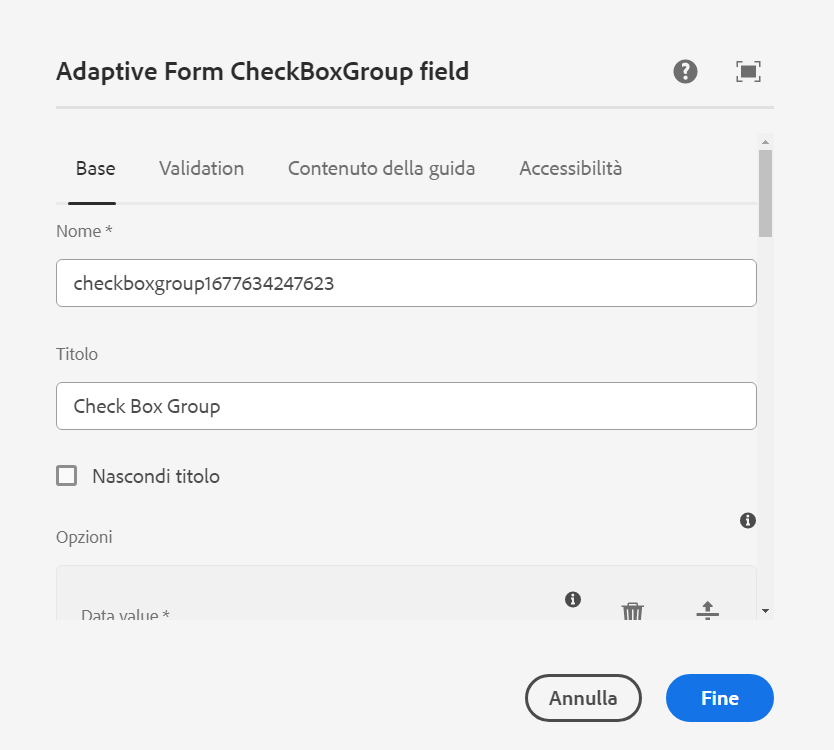 Adaptive Form CheckBoxGroup field
Base Validation Contenuto della guida Accessibilità
Nome *
checkboxgroup1677634247623
Titolo
Check Box Group
Nascondi titolo
Opzioni
Data value *
Annulla Fine